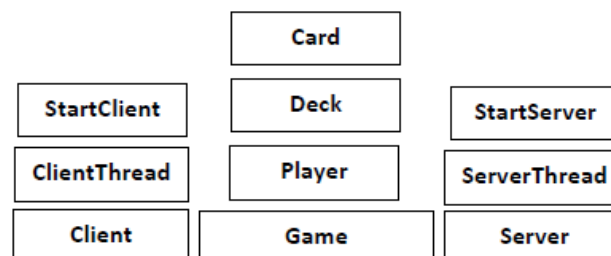 Card
StartClient
Deck
StartServer
ClientThread
Player
ServerThread
Client
Game
Server